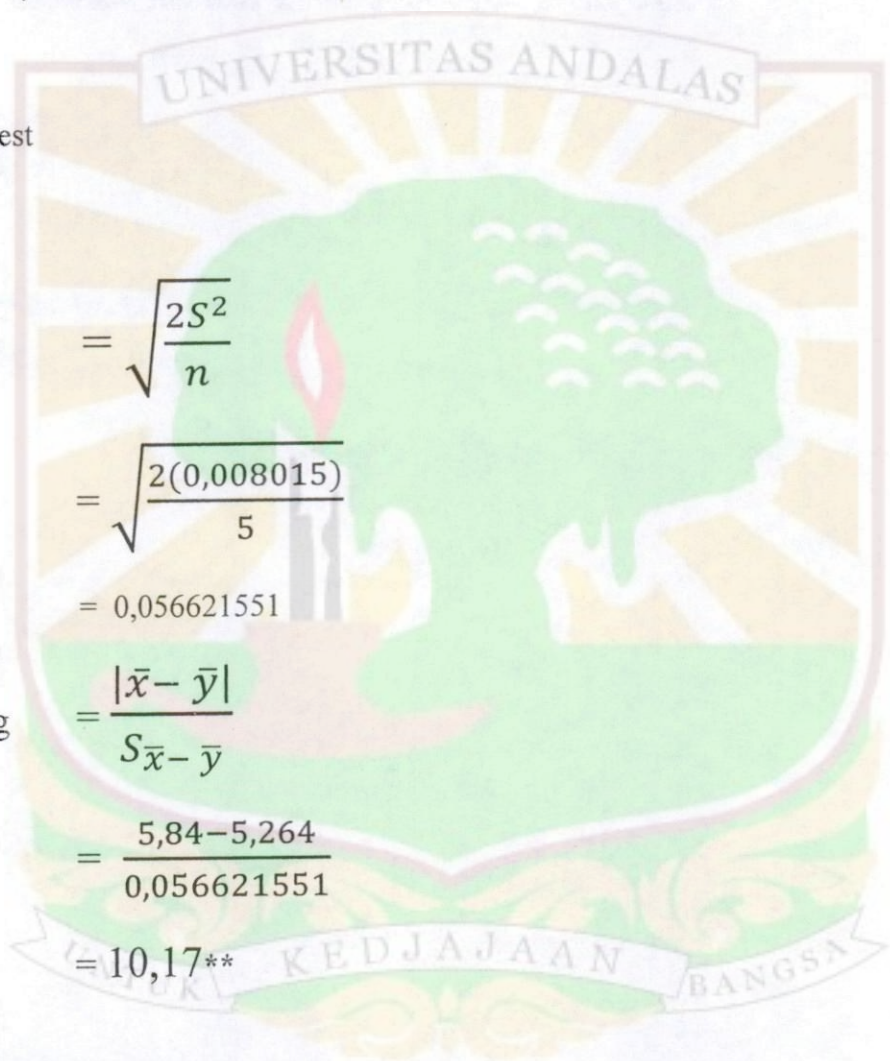 UNIVERSITAS ANDALAS
est
= √(2S²/n)
= √(2(0,008015)/5)
= 0,056621551
g = |x̄− ȳ| / S x̄− ȳ
= 5,84−5,264 / 0,056621551
= 10,17**
UNTUK KEDJAJAAN BANGSA